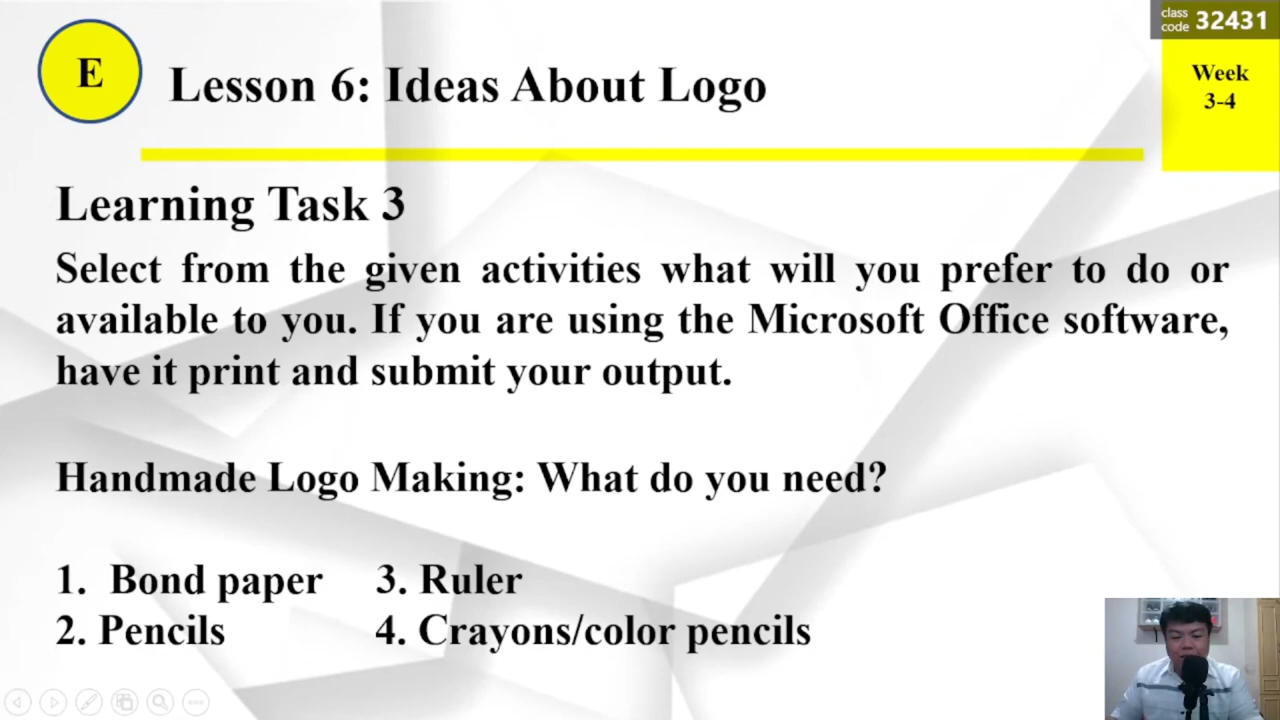 class
code 32431
E
Lesson 6: Ideas About Logo
Week
3-4
Learning Task 3
Select from the given activities what will you prefer to do or
available to you. If you are using the Microsoft Office software,
have it print and submit your output.
Handmade Logo Making: What do you need?
1. Bond paper 3. Ruler
2. Pencils 4. Crayons/color pencils